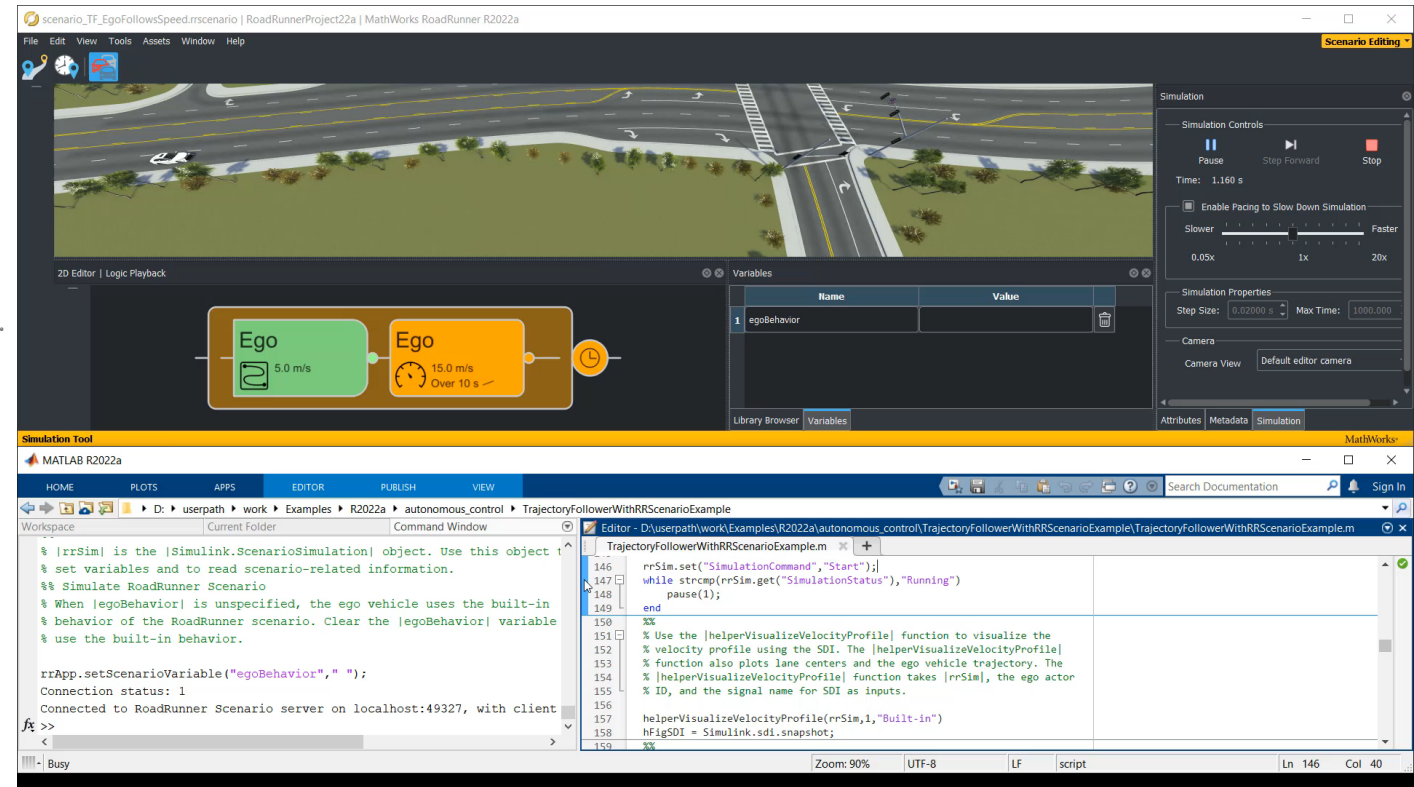 scenario_TF_EgoFollowsSpeed.rrscenario | RoadRunnerProject22a | MathWorks RoadRunner R2022a
File Edit View Tools Assets Window Help
Scenario Editing
Simulation
Simulation Controls
Pause Step Forward Stop
Time: 1.160 s
Enable Pacing to Slow Down Simulation
Slower Faster
0.05x 1x 20x
Simulation Properties
Step Size: 0.02000 s Max Time: 1000.000
Camera
Camera View Default editor camera
Attributes Metadata Simulation
2D Editor | Logic Playback
Ego
5.0 m/s
Ego
15.0 m/s
Over 10 s
Variables
Name Value
1 egoBehavior
Library Browser Variables
Simulation Tool
MathWorks
MATLAB R2022a
HOME PLOTS APPS EDITOR PUBLISH VIEW
Search Documentation
Sign In
D: userpath work Examples R2022a autonomous_control TrajectoryFollowerWithRRScenarioExample
Workspace Current Folder Command Window
% |rrSim| is the |Simulink.ScenarioSimulation| object. Use this object t
% set variables and to read scenario-related information.
%% Simulate RoadRunner Scenario
% When |egoBehavior| is unspecified, the ego vehicle uses the built-in
% behavior of the RoadRunner scenario. Clear the |egoBehavior| variable
% use the built-in behavior.
rrApp.setScenarioVariable("egoBehavior"," ");
Connection status: 1
Connected to RoadRunner Scenario server on localhost:49327, with client
fx >>
Editor - D:\userpath\work\Examples\R2022a\autonomous_control\TrajectoryFollowerWithRRScenarioExample\TrajectoryFollowerWithRRScenarioExample.m
TrajectoryFollowerWithRRScenarioExample.m
146 rrSim.set("SimulationCommand","Start");
147 while strcmp(rrSim.get("SimulationStatus"),"Running")
148 pause(1);
149 end
150 %%
151 % Use the |helperVisualizeVelocityProfile| function to visualize the
152 % velocity profile using the SDI. The |helperVisualizeVelocityProfile|
153 % function also plots lane centers and the ego vehicle trajectory. The
154 % |helperVisualizeVelocityProfile| function takes |rrSim|, the ego actor
155 % ID, and the signal name for SDI as inputs.
156
157 helperVisualizeVelocityProfile(rrSim,1,"Built-in")
158 hFigSDI = Simulink.sdi.snapshot;
159 %%
Busy
Zoom: 90% UTF-8 LF script Ln 146 Col 40